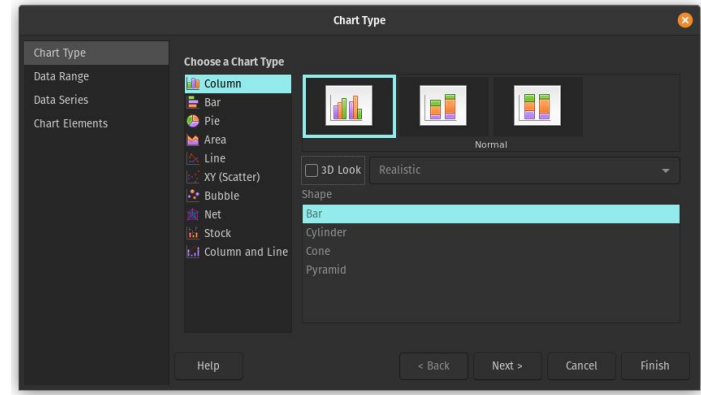 Chart Type
Chart Type
Data Range
Data Series
Chart Elements
Choose a Chart Type
Column
Bar
Pie
Area
Line
XY (Scatter)
Bubble
Net
Stock
Column and Line
Normal
3D Look
Realistic
Shape
Bar
Cylinder
Cone
Pyramid
Help
< Back
Next >
Cancel
Finish